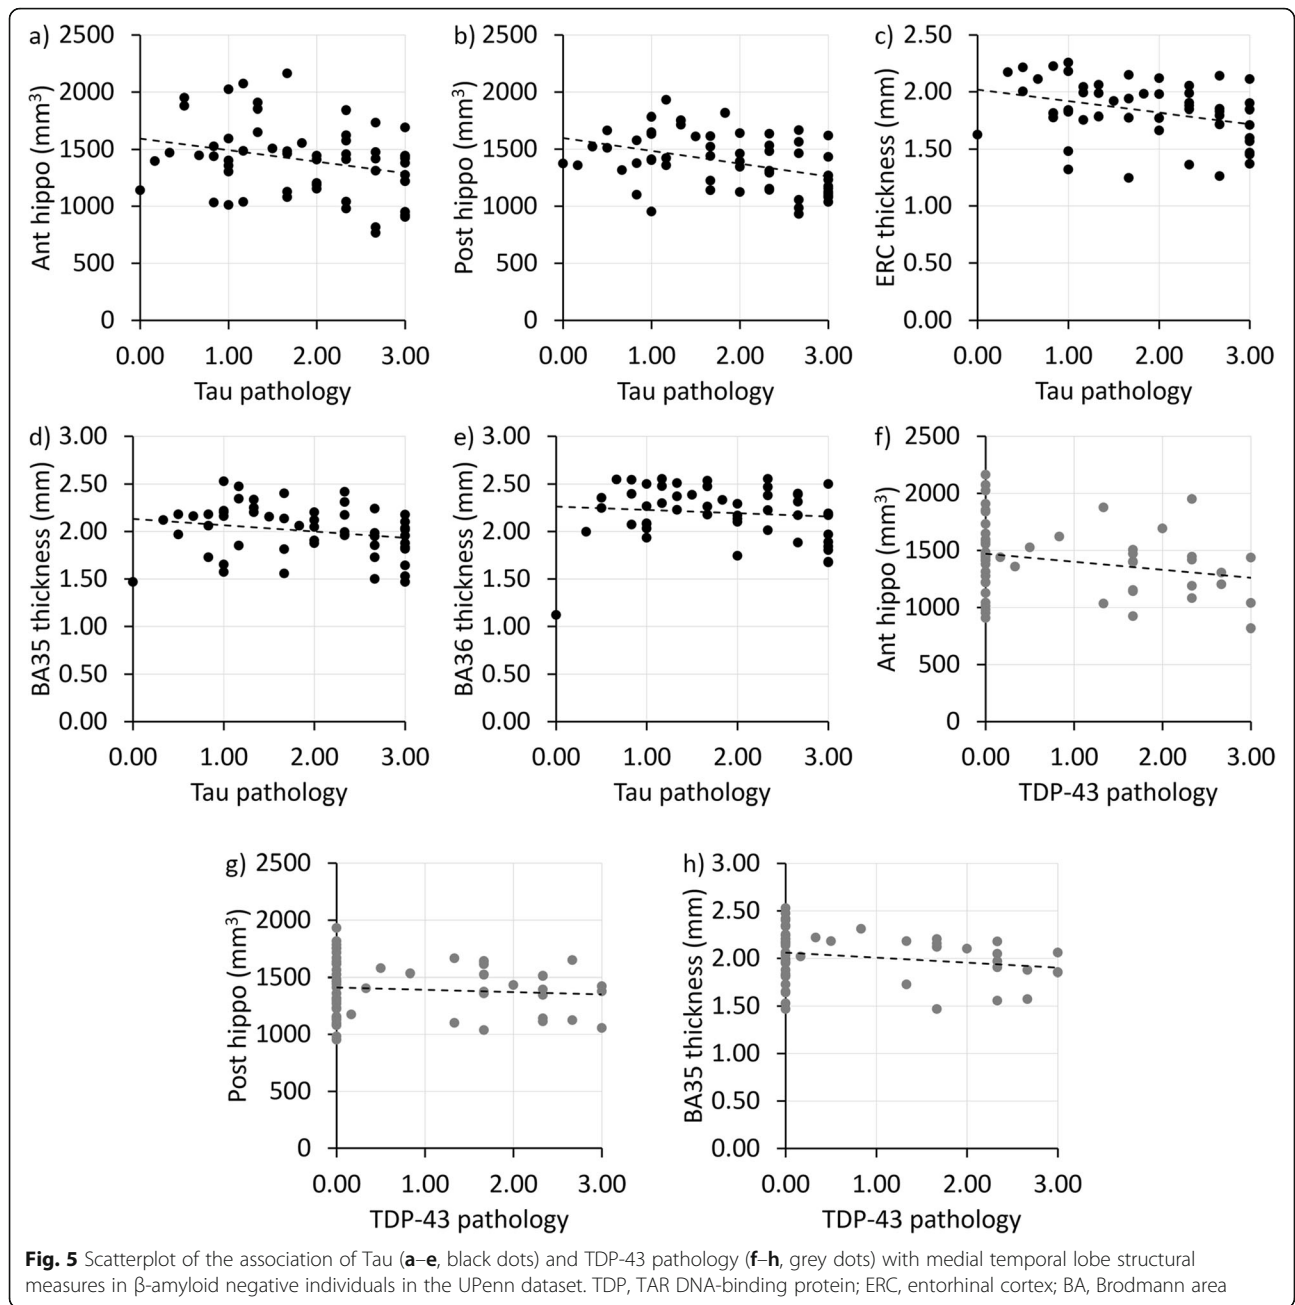 a) 2500
2000
1500
1000
500
0
Ant hippo (mm³)
0.00 1.00 2.00 3.00
Tau pathology
b) 2500
2000
1500
1000
500
0
Post hippo (mm³)
0.00 1.00 2.00 3.00
Tau pathology
c) 2.50
2.00
1.50
1.00
0.50
0.00
ERC thickness (mm)
0.00 1.00 2.00 3.00
Tau pathology
d) 3.00
2.50
2.00
1.50
1.00
0.50
0.00
BA35 thickness (mm)
0.00 1.00 2.00 3.00
Tau pathology
e) 3.00
2.50
2.00
1.50
1.00
0.50
0.00
BA36 thickness (mm)
0.00 1.00 2.00 3.00
Tau pathology
f) 2500
2000
1500
1000
500
0
Ant hippo (mm³)
0.00 1.00 2.00 3.00
TDP-43 pathology
g) 2500
2000
1500
1000
500
0
Post hippo (mm³)
0.00 1.00 2.00 3.00
TDP-43 pathology
h) 3.00
2.50
2.00
1.50
1.00
0.50
0.00
BA35 thickness (mm)
0.00 1.00 2.00 3.00
TDP-43 pathology
Fig. 5 Scatterplot of the association of Tau (a–e, black dots) and TDP-43 pathology (f–h, grey dots) with medial temporal lobe structural
measures in β-amyloid negative individuals in the UPenn dataset. TDP, TAR DNA-binding protein; ERC, entorhinal cortex; BA, Brodmann area